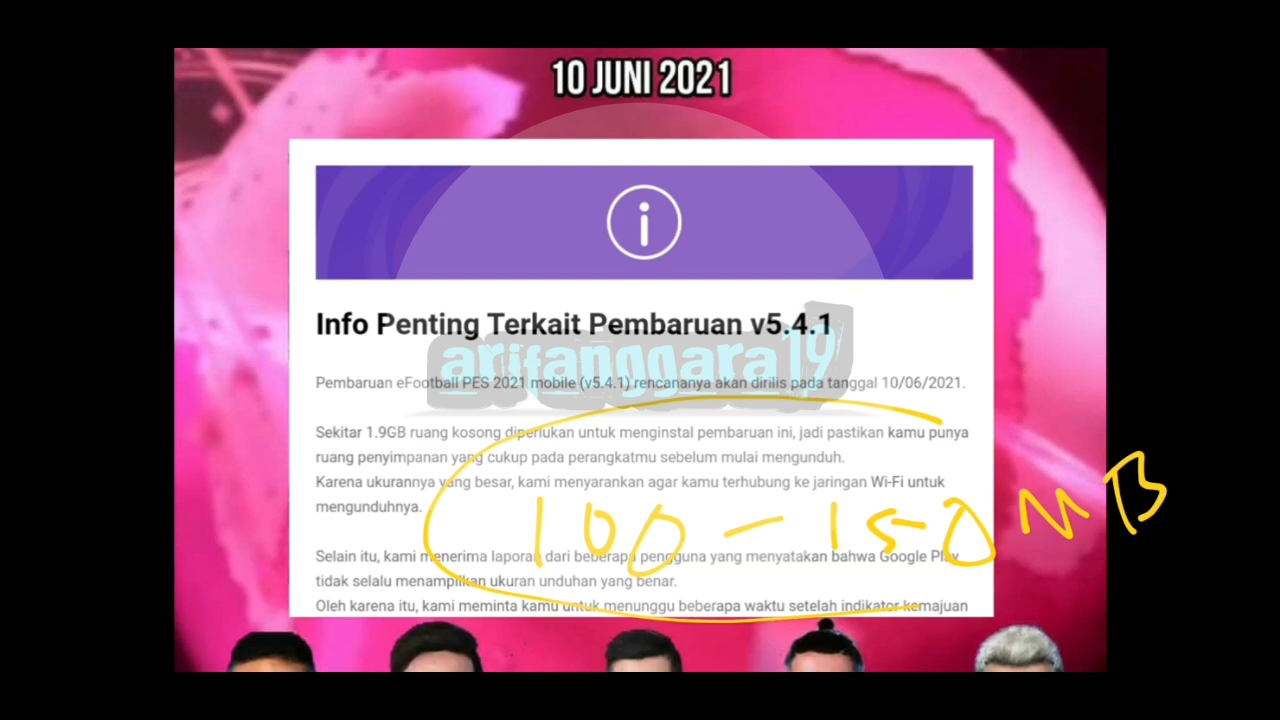 10 JUNI 2021
i
Info Penting Terkait Pembaruan v5.4.1
arifanggara19
Pembaruan eFootball PES 2021 mobile (v5.4.1) rencananya akan dirilis pada tanggal 10/06/2021.
Sekitar 1.9GB ruang kosong diperlukan untuk menginstal pembaruan ini, jadi pastikan kamu punya
ruang penyimpanan yang cukup pada perangkatmu sebelum mulai mengunduh.
Karena ukurannya yang besar, kami menyarankan agar kamu terhubung ke jaringan Wi-Fi untuk
mengunduhnya.
100-150 MB
Selain itu, kami menerima laporan dari beberapa pengguna yang menyatakan bahwa Google Play
tidak selalu menampilkan ukuran unduhan yang benar.
Oleh karena itu, kami meminta kamu untuk menunggu beberapa waktu setelah indikator kemajuan